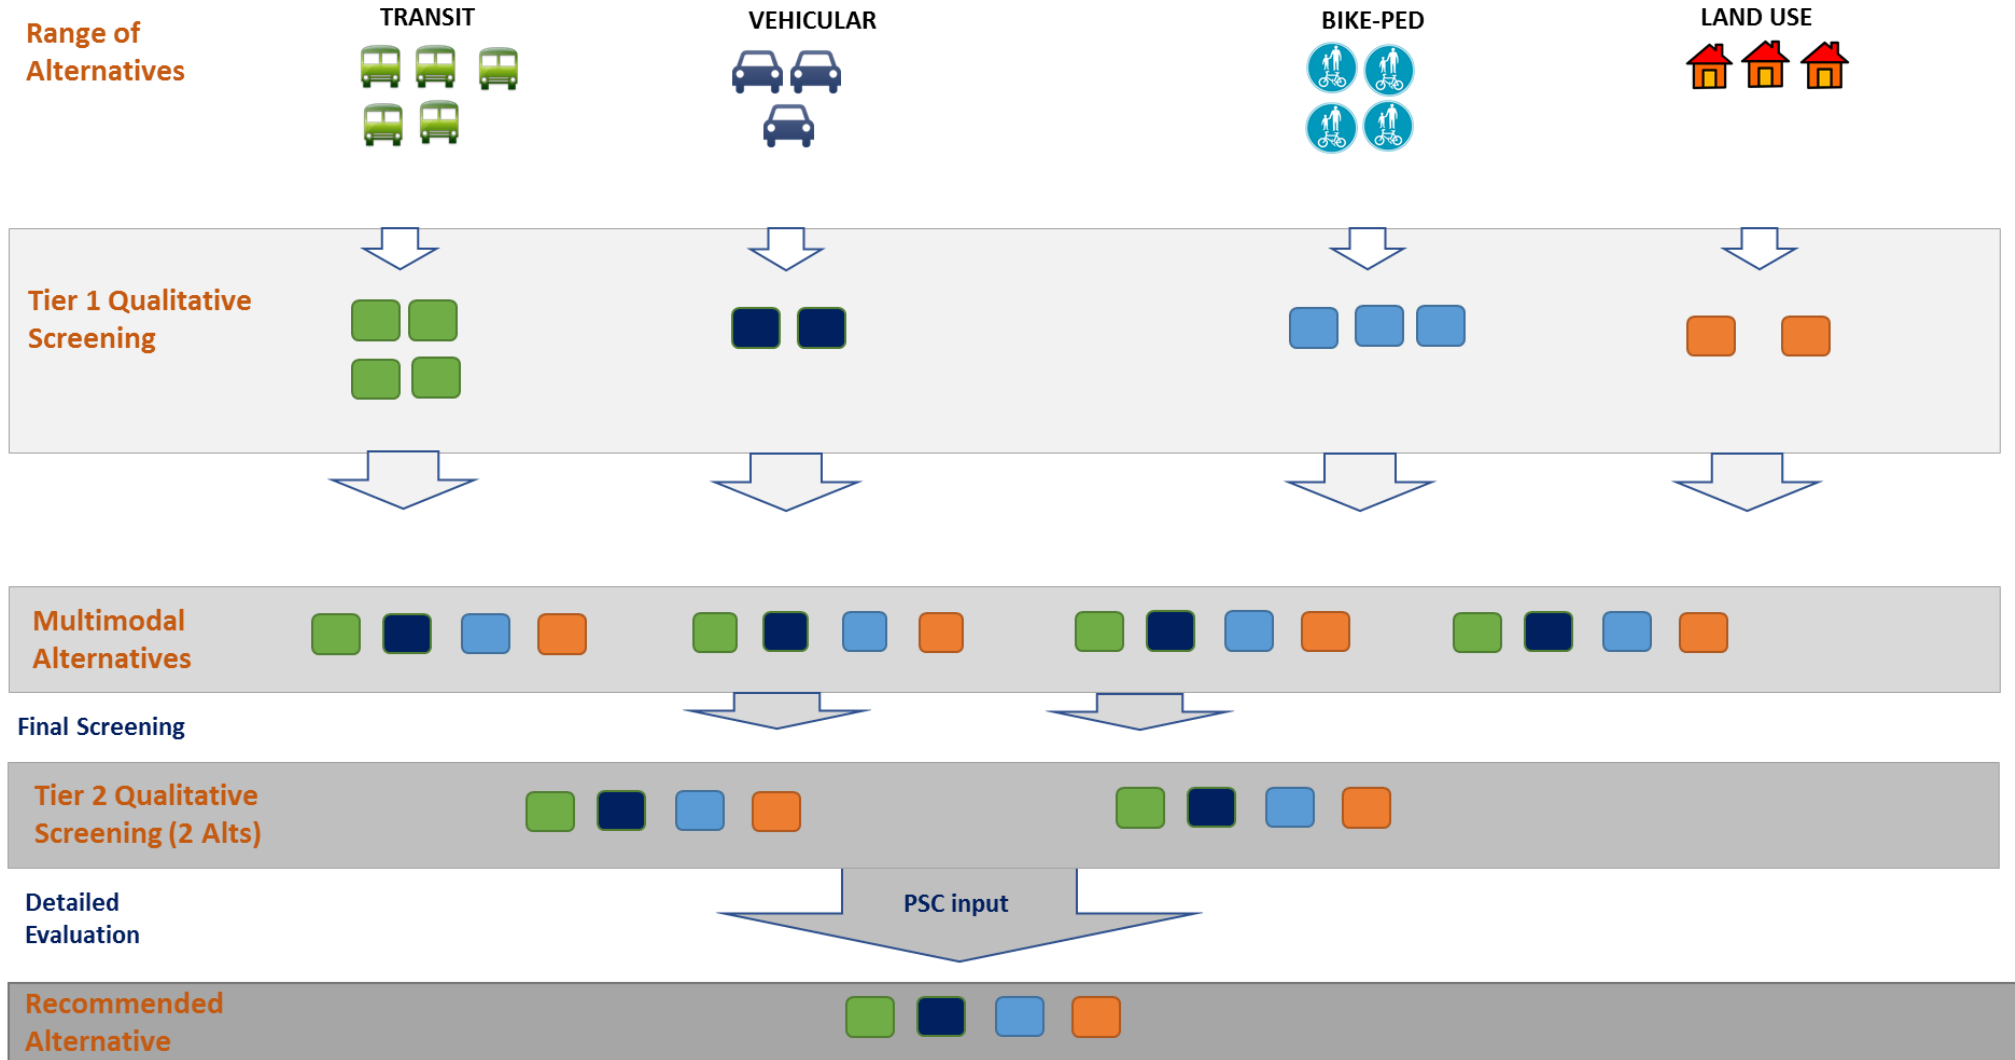 Range of
Alternatives
TRANSIT
VEHICULAR
BIKE-PED
LAND USE
Tier 1 Qualitative
Screening
Multimodal
Alternatives
Final Screening
Tier 2 Qualitative
Screening (2 Alts)
Detailed
Evaluation
PSC input
Recommended
Alternative